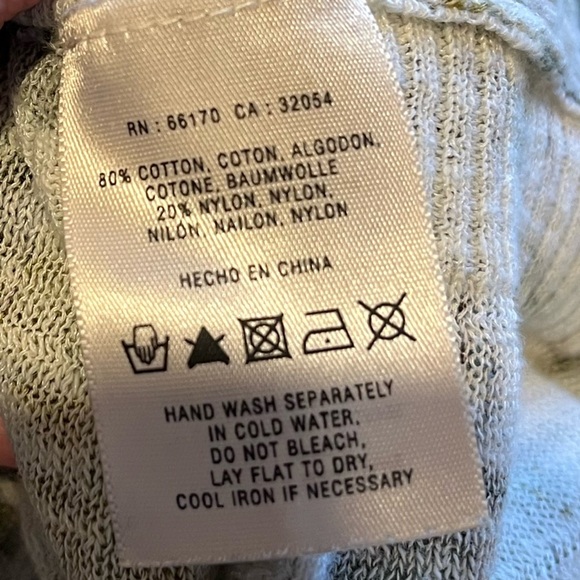 RN : 66170 CA : 32054
80% COTTON, COTON, ALGODON,
COTONE, BAUMWOLLE
20% NYLON, NYLON,
NILÓN, NAILON, NYLON
HECHO EN CHINA
HAND WASH SEPARATELY
IN COLD WATER,
DO NOT BLEACH,
LAY FLAT TO DRY,
COOL IRON IF NECESSARY